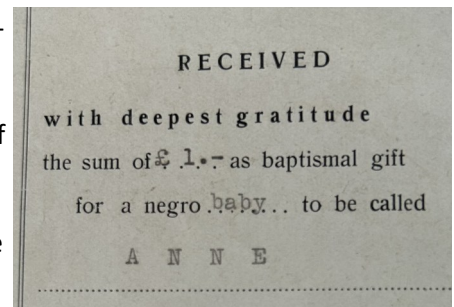 RECEIVED
with deepest gratitude
the sum of £ .1.- as baptismal gift
for a negro .baby... to be called
A N N E